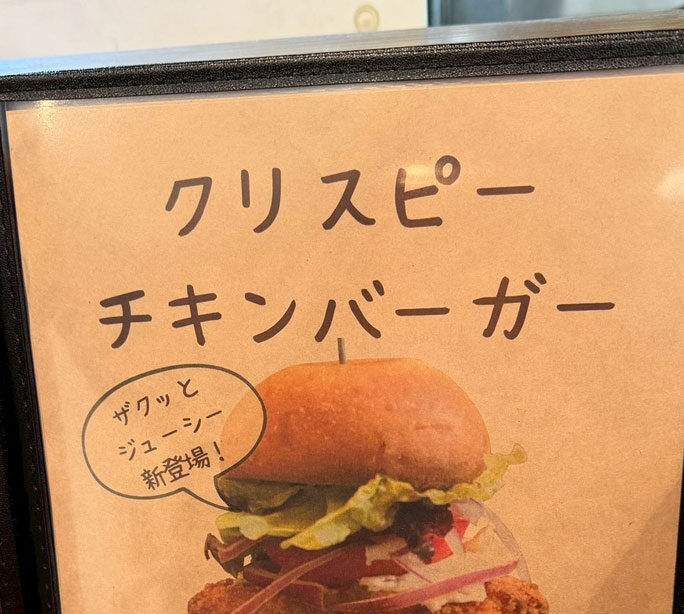 クリスピー
チキンバーガー
ザクッと
ジューシー
新登場!